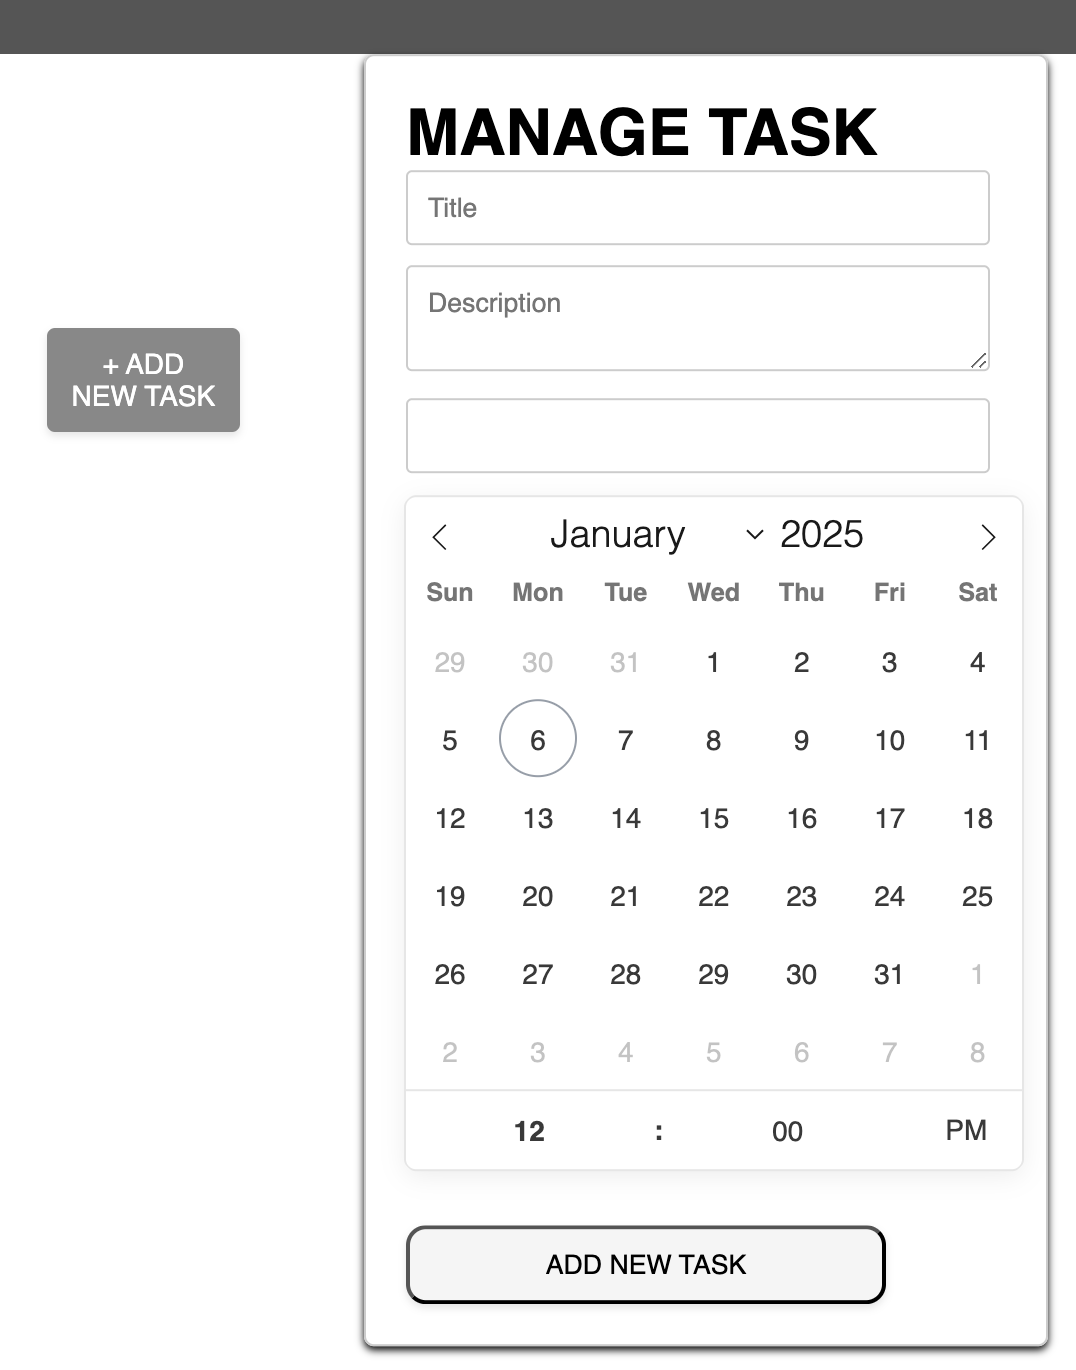 MANAGE TASK
Title
Description
+ ADD
NEW TASK
January 2025
Sun Mon Tue Wed Thu Fri Sat
29 30 31 1 2 3 4
5 6 7 8 9 10 11
12 13 14 15 16 17 18
19 20 21 22 23 24 25
26 27 28 29 30 31 1
2 3 4 5 6 7 8
12 : 00 PM
ADD NEW TASK